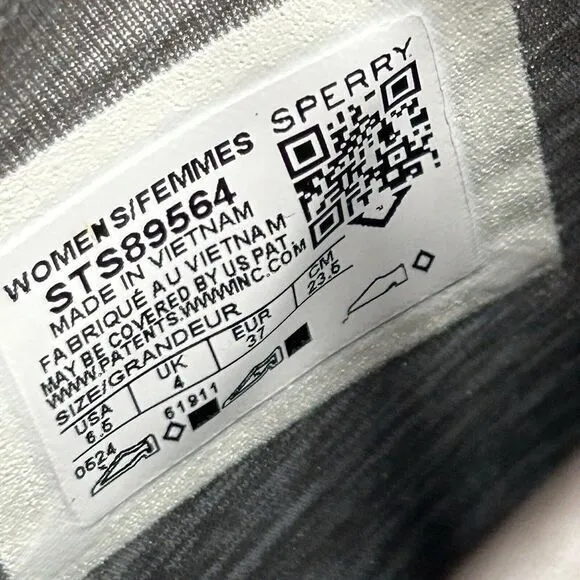 SPERRY
WOMENS/FEMMES
STS89564
MADE IN VIETNAM
FABRIQUÉ AU VIETNAM
MAY BE COVERED BY US PAT.
WWW.PATENTS.WWWINC.COM
SIZE/GRANDEUR
USA UK EUR CM
6.5 4 37 23.5
0524 61911